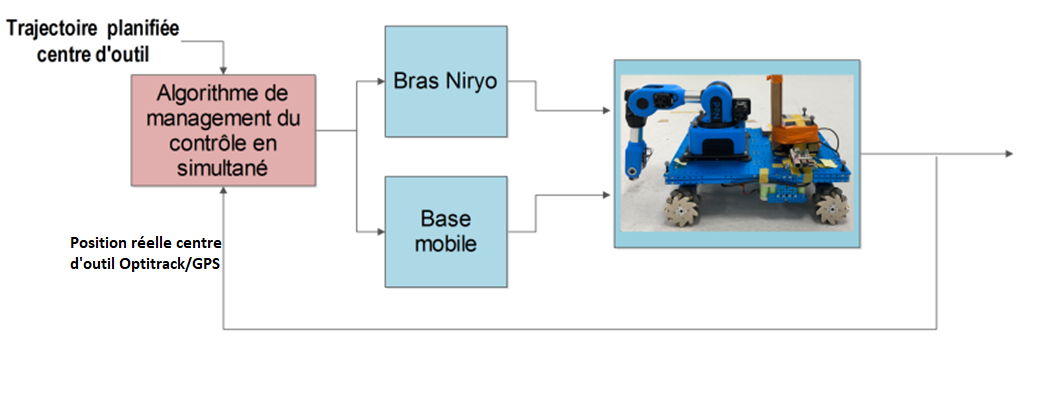 Trajectoire planifiée
centre d'outil
Algorithme de
management du
contrôle en
simultané
Bras Niryo
Base
mobile
Position réelle centre
d'outil Optitrack/GPS